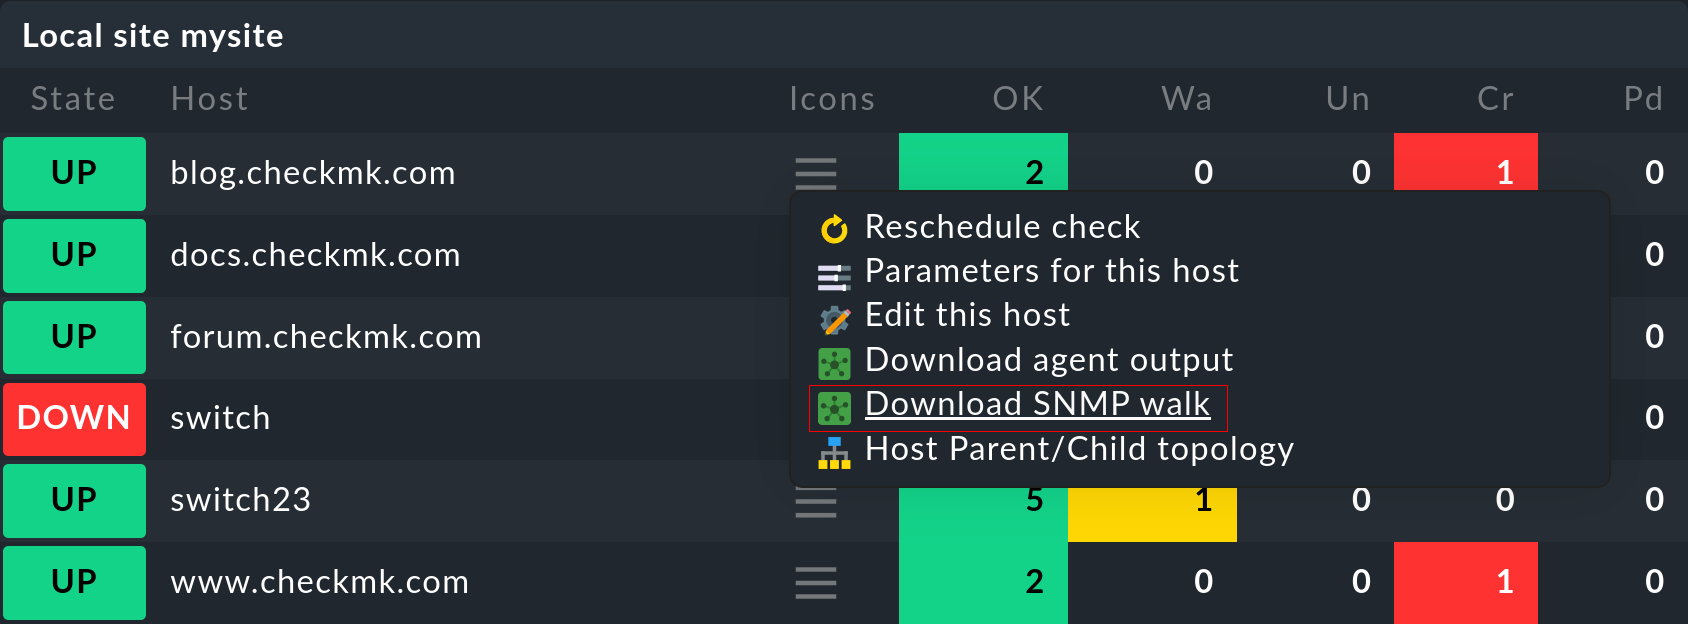 Local site mysite
State Host Icons OK Wa Un Cr Pd
UP blog.checkmk.com 2 0 0 1 0
Reschedule check
UP docs.checkmk.com 0
Parameters for this host
Edit this host
UP forum.checkmk.com 0
Download agent output
Download SNMP walk
DOWN switch 0
Host Parent/Child topology
UP switch23 5 1 0 0 0
UP www.checkmk.com 2 0 0 1 0